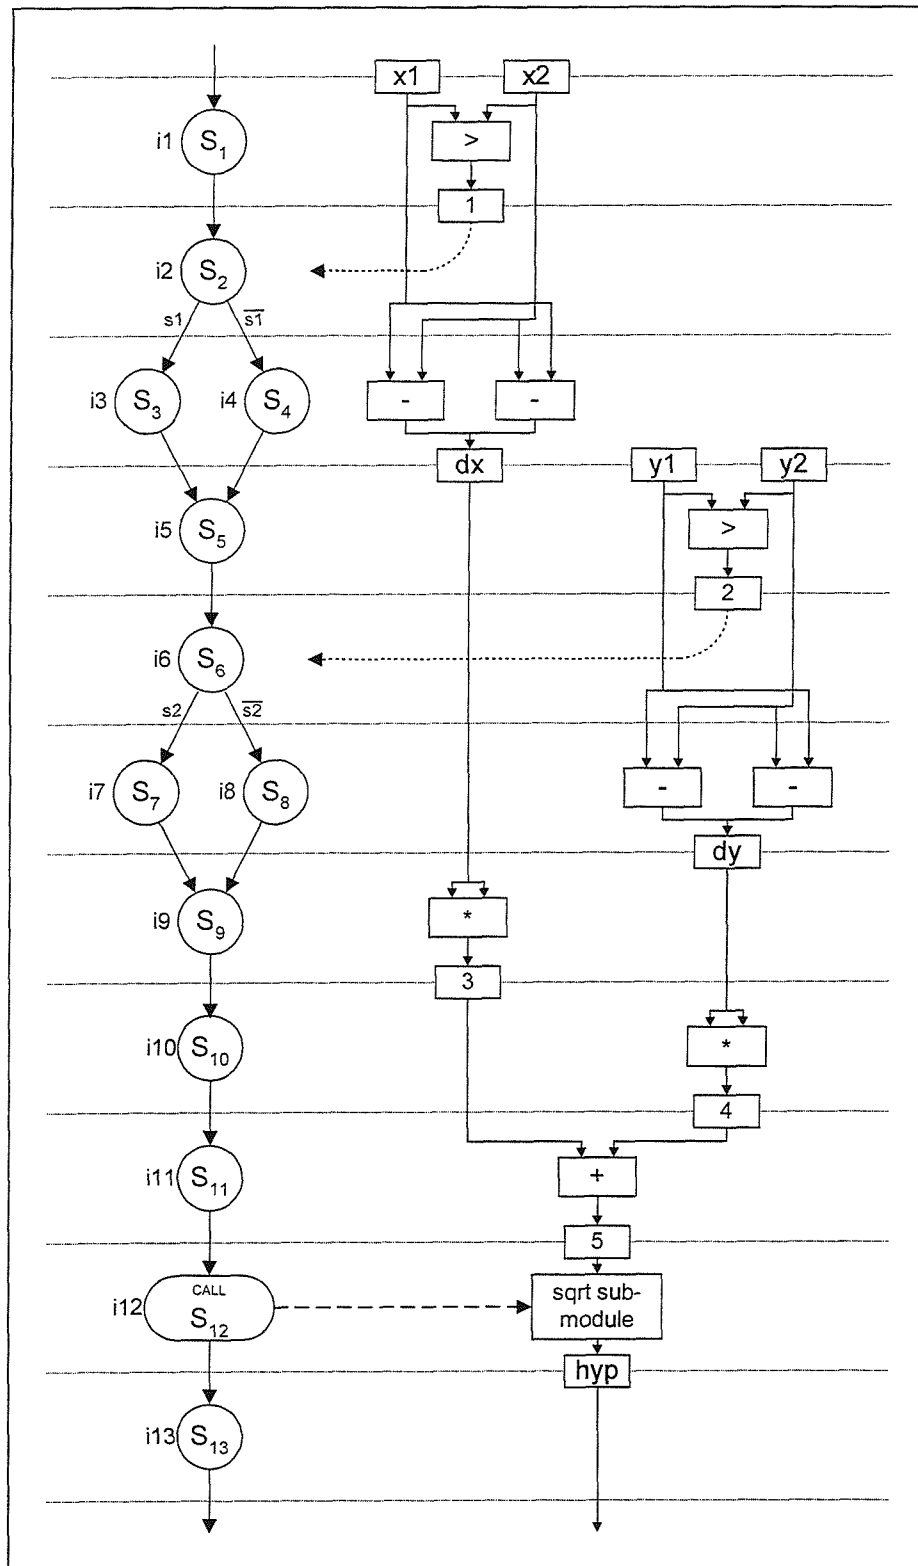 x1 x2
i1 S1 >
1
i2 S2
s1 s1
i3 S3 i4 S4 - -
dx y1 y2
i5 S5 >
2
i6 S6
s2 s2
i7 S7 i8 S8 - -
dy
i9 S9 *
3
i10 S10 *
4
i11 S11 +
5
CALL
i12 S12 sqrt sub-
module
hyp
i13 S13